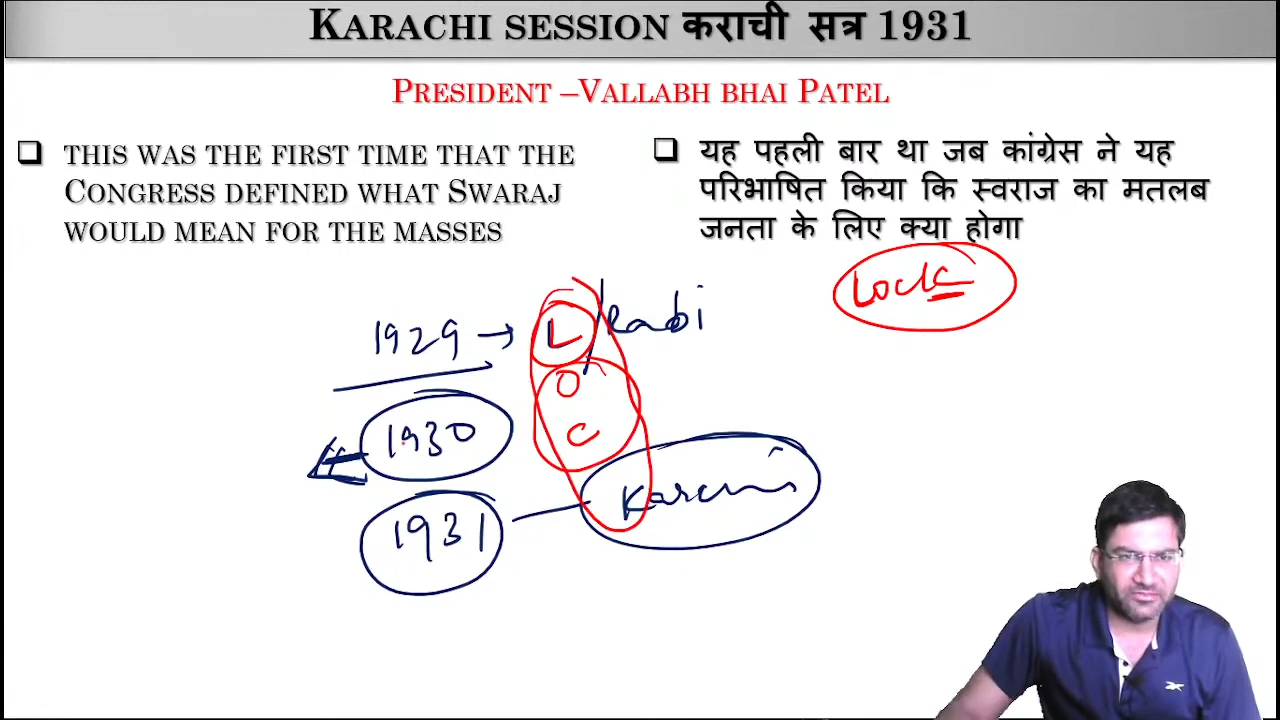 KARACHI SESSION कराची सत्र 1931
PRESIDENT –VALLABH BHAI PATEL
THIS WAS THE FIRST TIME THAT THE
CONGRESS DEFINED WHAT SWARAJ
WOULD MEAN FOR THE MASSES
यह पहली बार था जब कांग्रेस ने यह
परिभाषित किया कि स्वराज का मतलब
जनता के लिए क्या होगा
Lock
1929 → L/
O
1930
C
1931